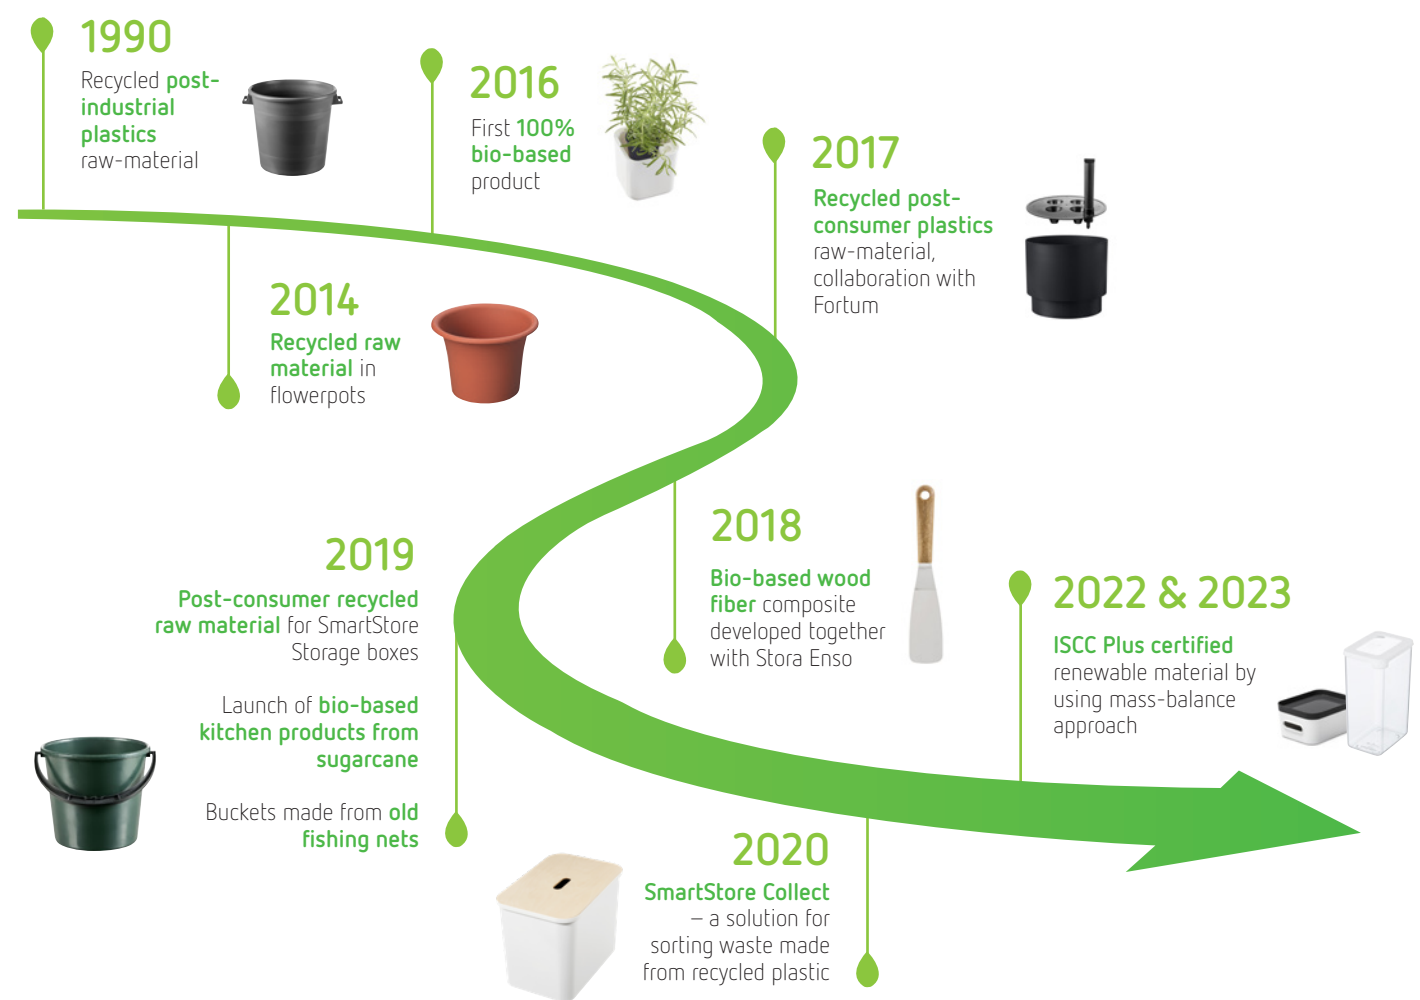 1990
Recycled post-
industrial
plastics
raw-material
2014
Recycled raw
material in
flowerpots
2016
First 100%
bio-based
product
2017
Recycled post-
consumer plastics
raw-material,
collaboration with
Fortum
2018
Bio-based wood
fiber composite
developed together
with Stora Enso
2019
Post-consumer recycled
raw material for SmartStore
Storage boxes
Launch of bio-based
kitchen products from
sugarcane
Buckets made from old
fishing nets
2020
SmartStore Collect
– a solution for
sorting waste made
from recycled plastic
2022 & 2023
ISCC Plus certified
renewable material by
using mass-balance
approach